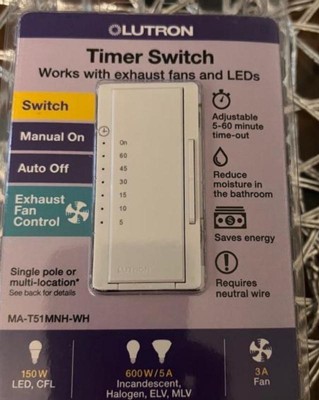 LUTRON
Timer Switch
Works with exhaust fans and LEDs
Switch
Manual On
Auto Off
Exhaust
Fan
Control
On
60
45
30
15
10
5
LUTRON
Adjustable
5-60 minute
time-out
Reduce
moisture in
the bathroom
Saves energy
Requires
neutral wire
Single pole or
multi-location*
See back for details
MA-T51MNH-WH
150W
LED, CFL
600W/5A
Incandescent,
Halogen, ELV, MLV
3A
Fan